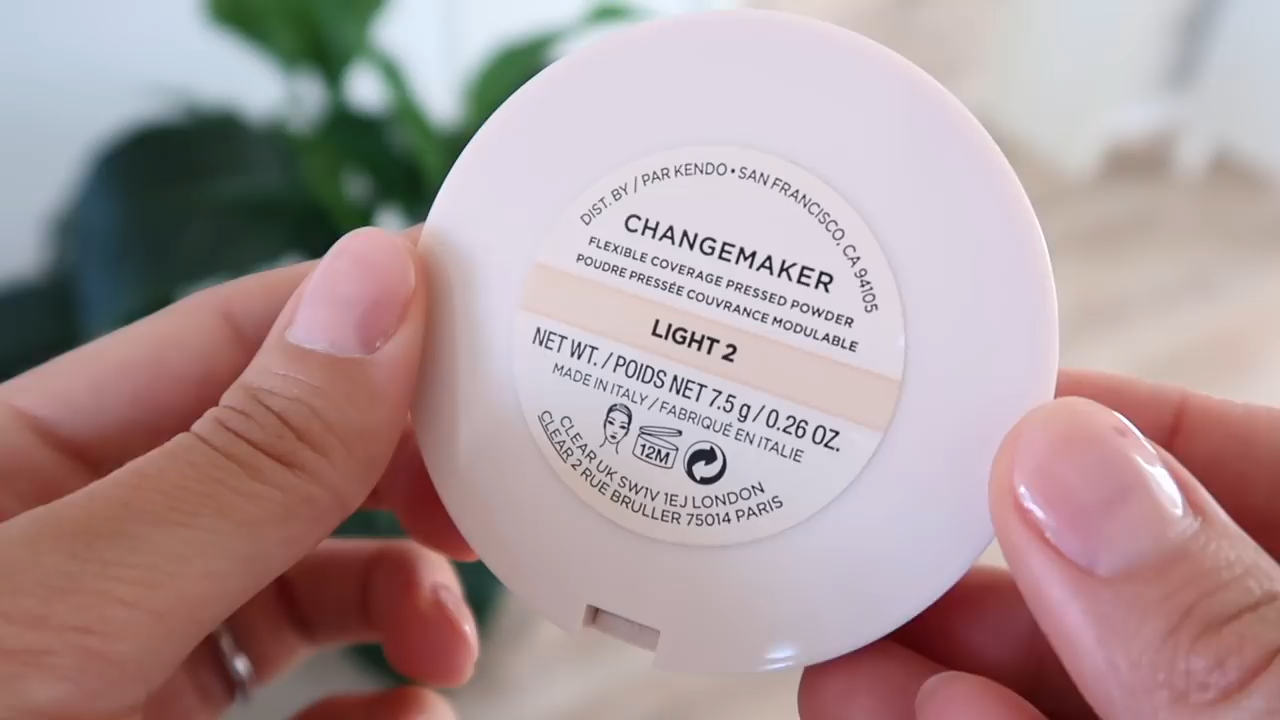 DIST. BY / PAR KENDO • SAN FRANCISCO, CA 94105
CHANGEMAKER
FLEXIBLE COVERAGE PRESSED POWDER
POUDRE PRESSÉE COUVRANCE MODULABLE
LIGHT 2
NET WT. / POIDS NET 7.5 g / 0.26 OZ.
MADE IN ITALY / FABRIQUÉ EN ITALIE
12M
CLEAR UK SW1V 1EJ LONDON
CLEAR 2 RUE BRULLER 75014 PARIS